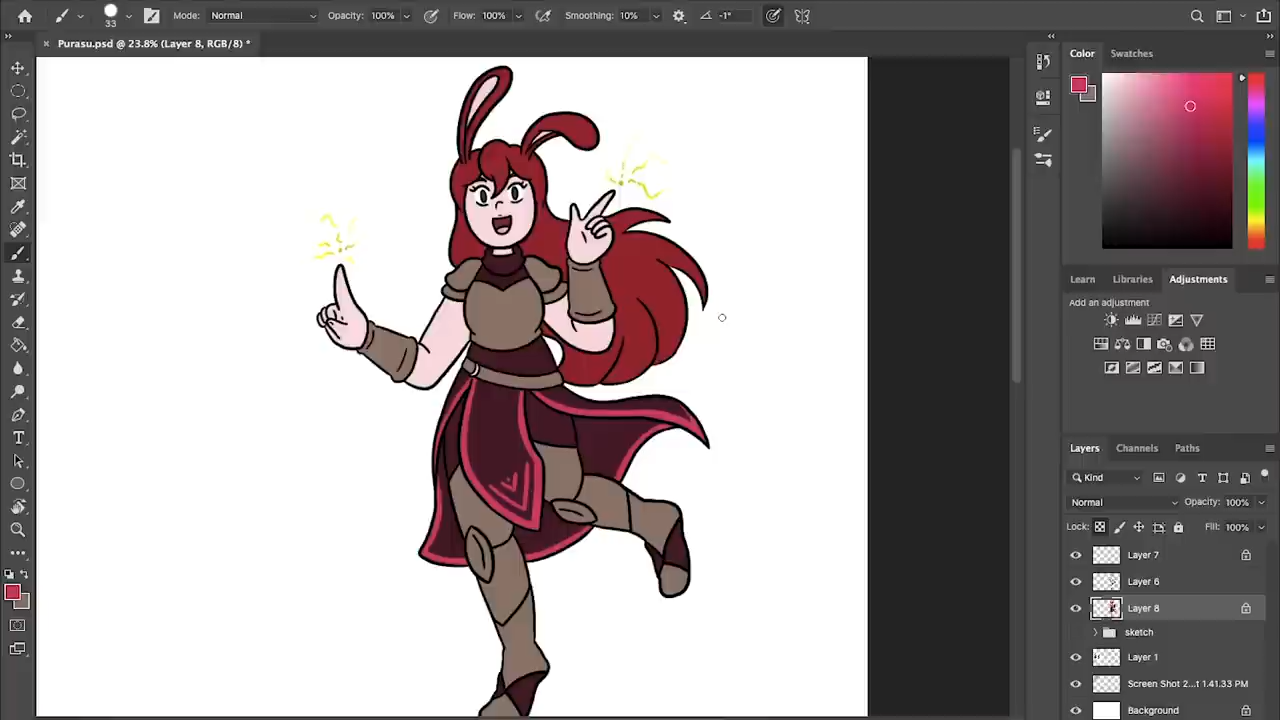 33
Mode: Normal
Opacity: 100%
Flow: 100%
Smoothing: 10%
-1°
× Purasu.psd @ 23.8% (Layer 8, RGB/8) *
Color
Swatches
Learn
Libraries
Adjustments
Add an adjustment
Layers
Channels
Paths
Kind
Normal
Opacity: 100%
Lock:
Fill: 100%
Layer 7
Layer 6
Layer 8
sketch
Layer 1
Screen Shot 2...t 1.41.33 PM
Background